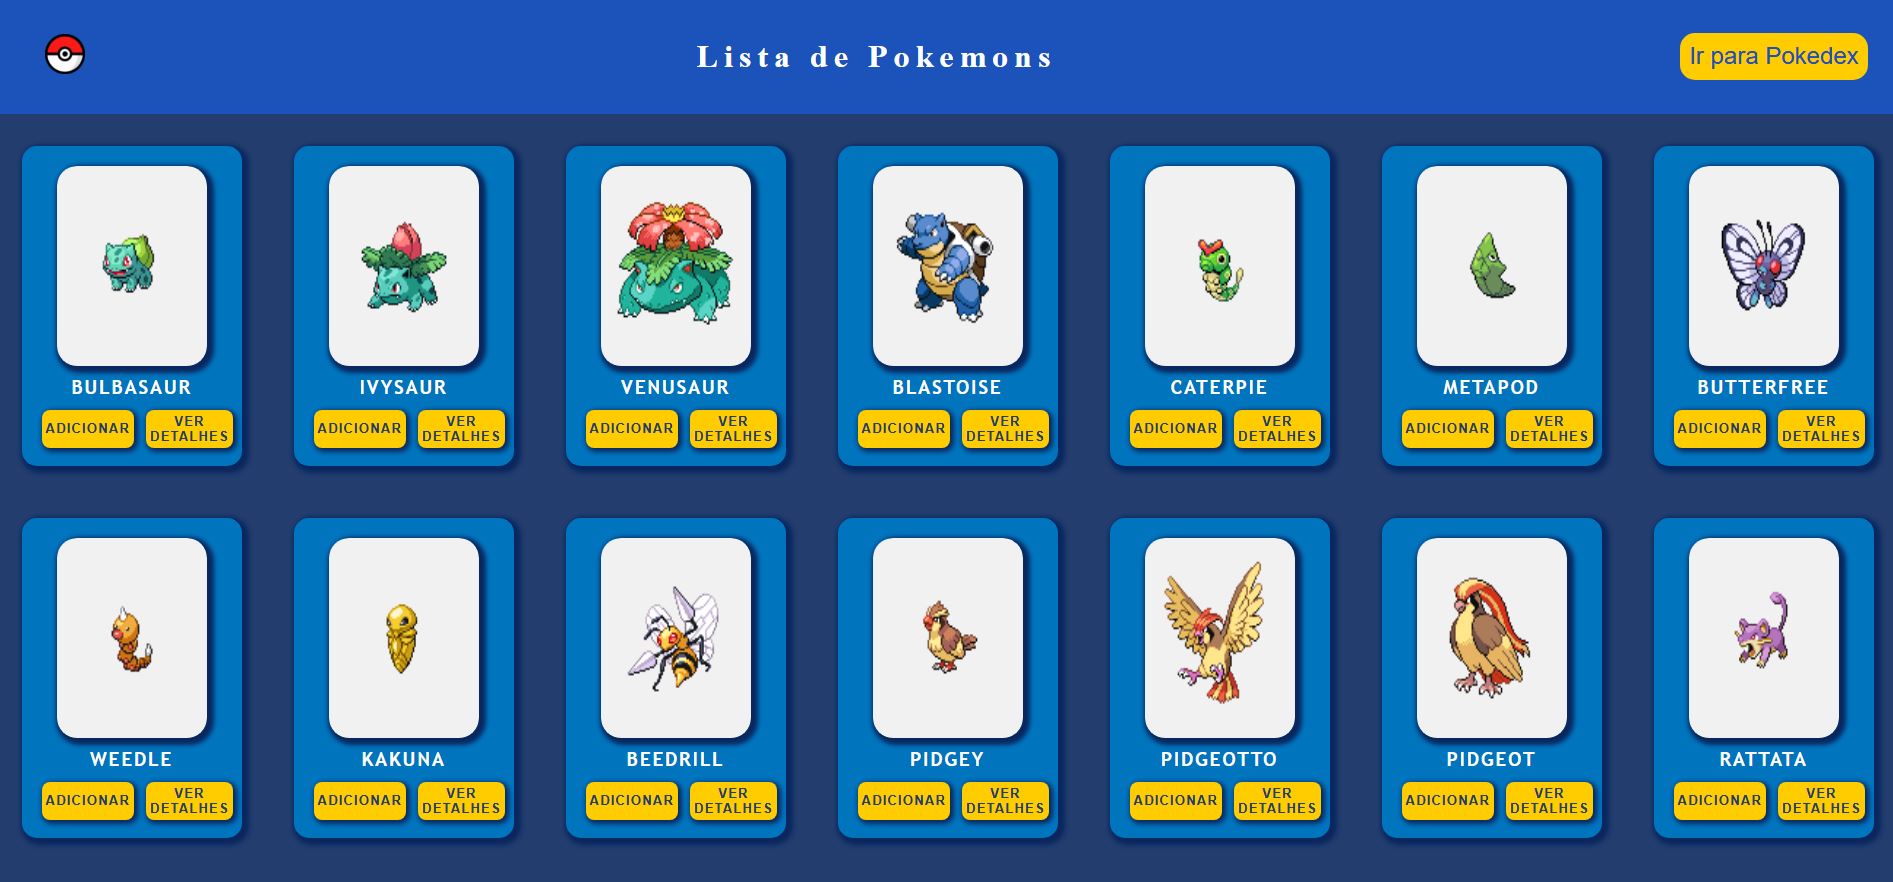 Lista de Pokemons
Ir para Pokedex
BULBASAUR
ADICIONAR
VER
DETALHES
IVYSAUR
ADICIONAR
VER
DETALHES
VENUSAUR
ADICIONAR
VER
DETALHES
BLASTOISE
ADICIONAR
VER
DETALHES
CATERPIE
ADICIONAR
VER
DETALHES
METAPOD
ADICIONAR
VER
DETALHES
BUTTERFREE
ADICIONAR
VER
DETALHES
WEEDLE
ADICIONAR
VER
DETALHES
KAKUNA
ADICIONAR
VER
DETALHES
BEEDRILL
ADICIONAR
VER
DETALHES
PIDGEY
ADICIONAR
VER
DETALHES
PIDGEOTTO
ADICIONAR
VER
DETALHES
PIDGEOT
ADICIONAR
VER
DETALHES
RATTATA
ADICIONAR
VER
DETALHES